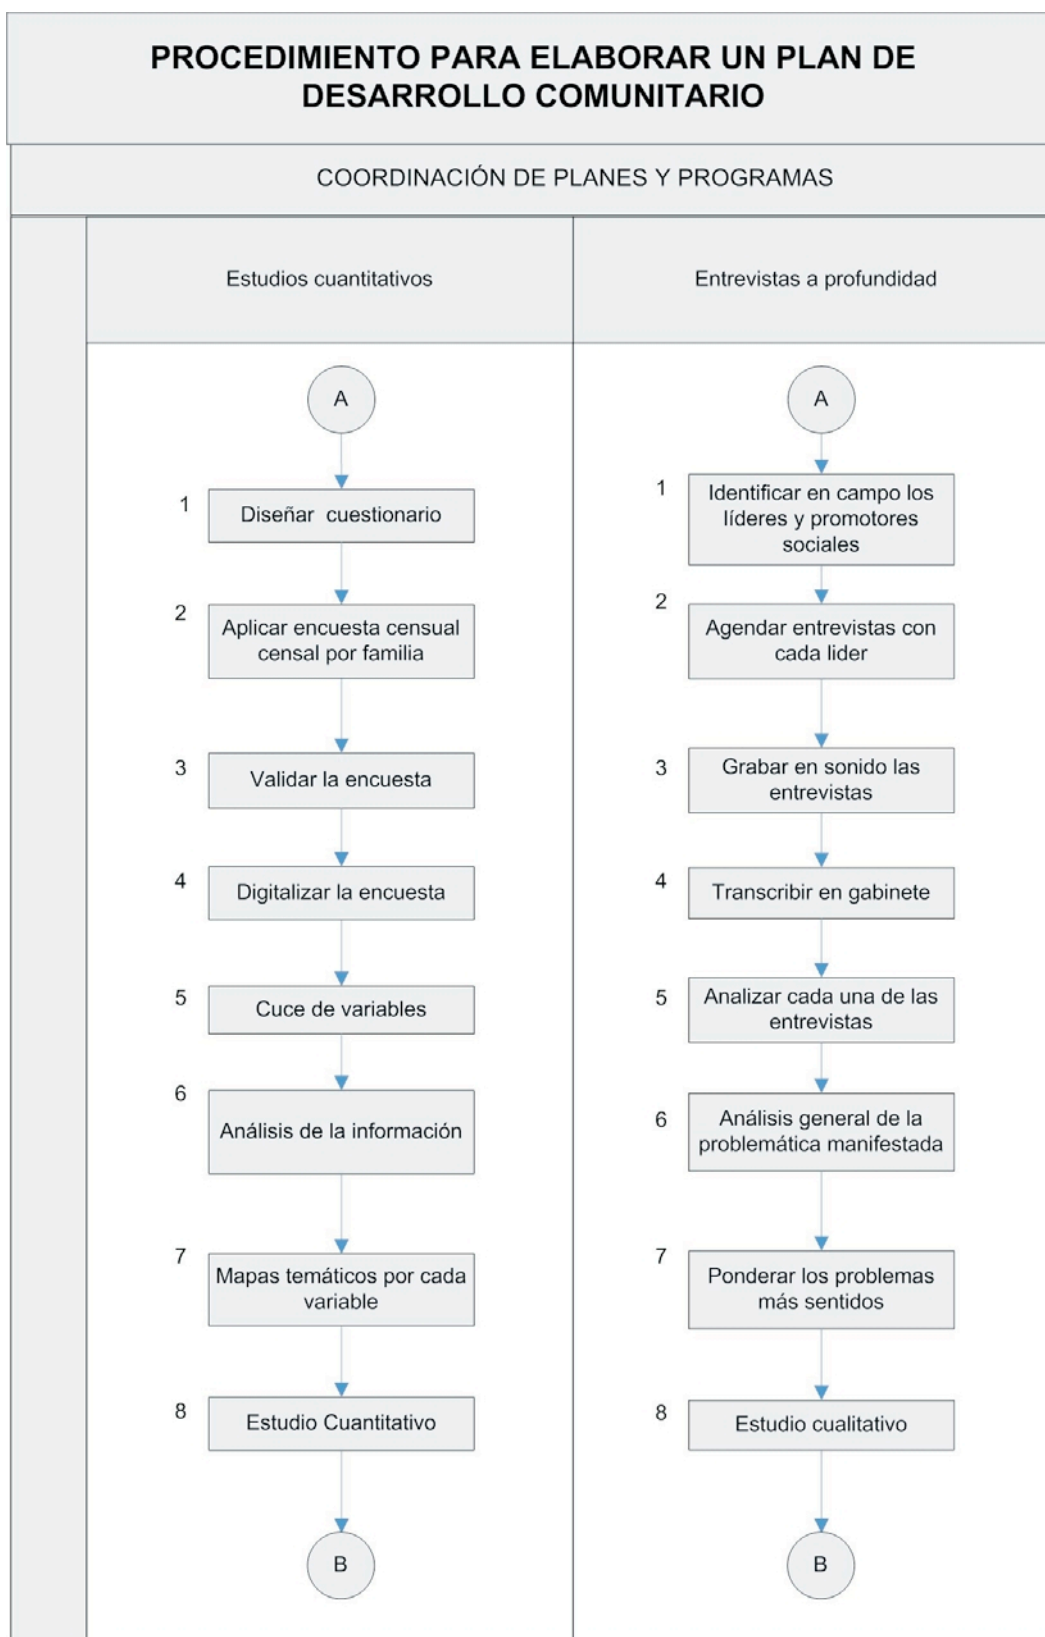 PROCEDIMIENTO PARA ELABORAR UN PLAN DE
DESARROLLO COMUNITARIO
COORDINACIÓN DE PLANES Y PROGRAMAS
Estudios cuantitativos
A
1
Diseñar cuestionario
2
Aplicar encuesta censual
censal por familia
3
Validar la encuesta
4
Digitalizar la encuesta
5
Cuce de variables
6
Análisis de la información
7
Mapas temáticos por cada
variable
8
Estudio Cuantitativo
B
Entrevistas a profundidad
A
1
Identificar en campo los
líderes y promotores
sociales
2
Agendar entrevistas con
cada lider
3
Grabar en sonido las
entrevistas
4
Transcribir en gabinete
5
Analizar cada una de las
entrevistas
6
Análisis general de la
problemática manifestada
7
Ponderar los problemas
más sentidos
8
Estudio cualitativo
B